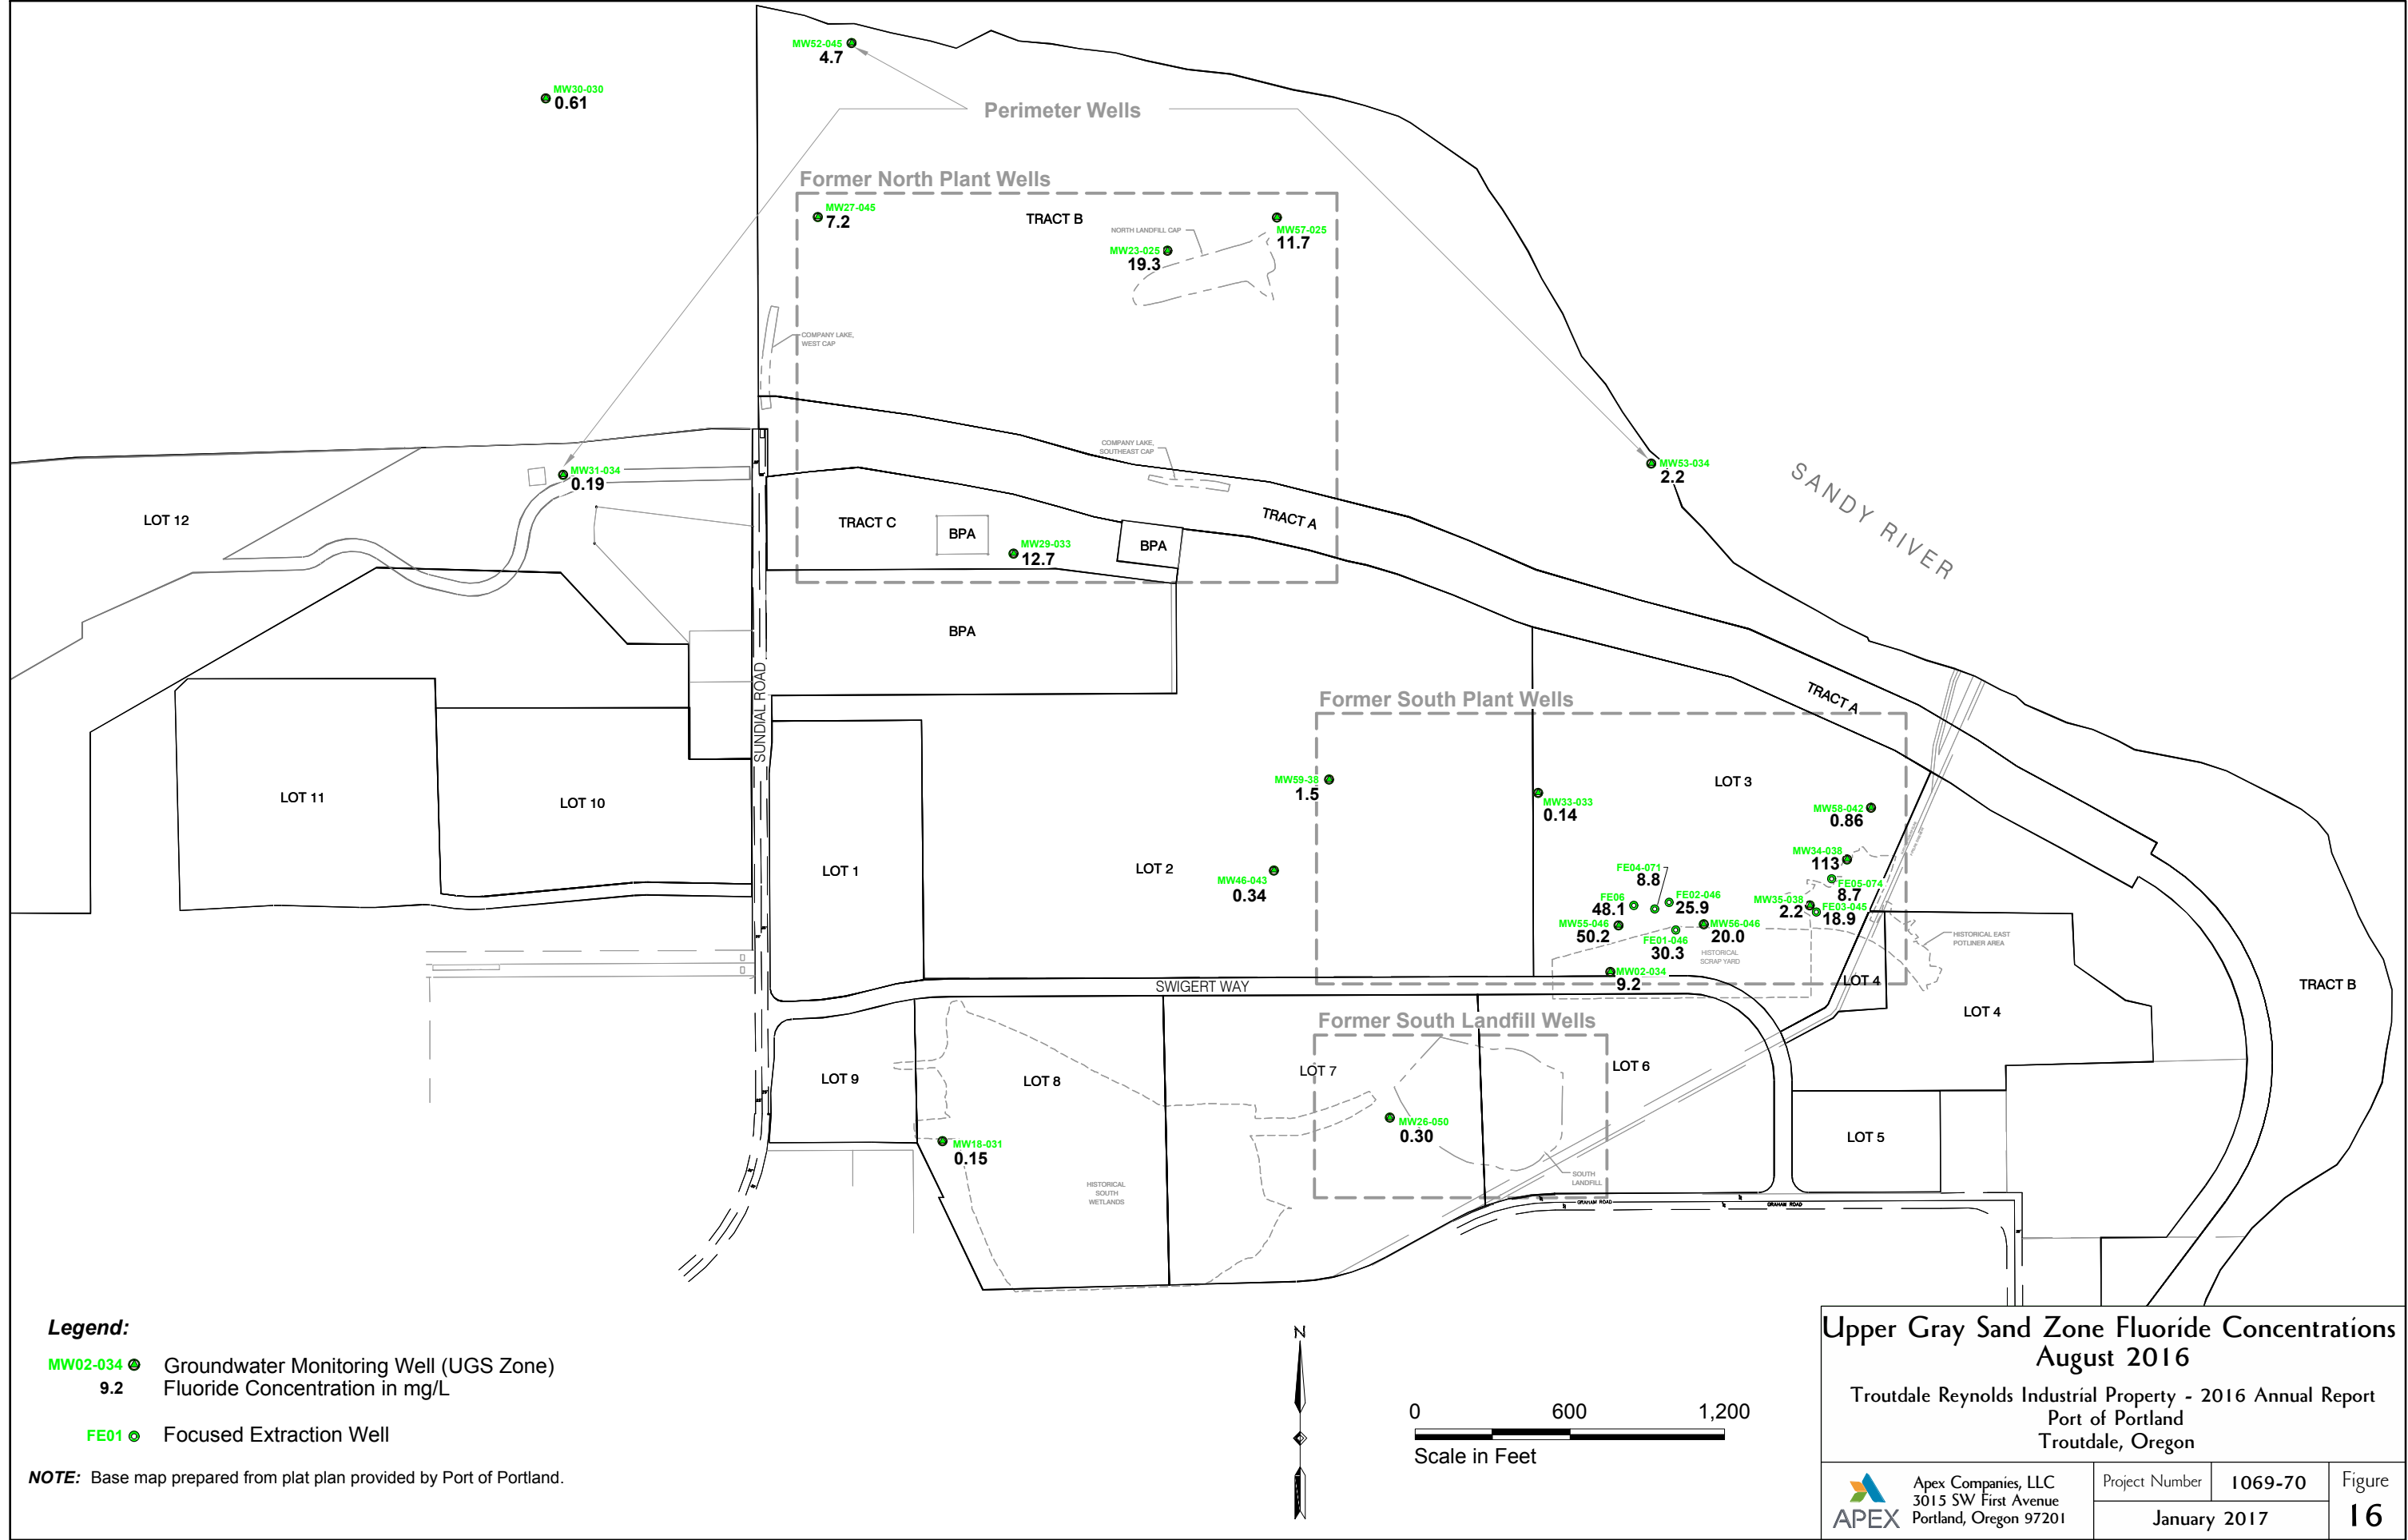 MW52-045
4.7
MW30-030
0.61
Perimeter Wells
Former North Plant Wells
MW27-045
7.2
TRACT B
NORTH LANDFILL CAP
MW57-025
11.7
MW23-025
19.3
COMPANY LAKE,
WEST CAP
COMPANY LAKE,
SOUTHEAST CAP
MW31-034
0.19
MW53-034
2.2
SANDY RIVER
LOT 12
TRACT C
BPA
MW29-033
12.7
BPA
TRACT A
BPA
SUNDIAL ROAD
Former South Plant Wells
TRACT A
LOT 11
LOT 10
MW59-38
1.5
MW33-033
0.14
LOT 3
MW58-042
0.86
LOT 1
LOT 2
MW46-043
0.34
MW34-038
113
FE04-071
8.8
FE05-074
8.7
FE06
48.1
FE02-046
25.9
MW35-038
2.2
FE03-045
18.9
MW55-046
50.2
MW56-046
20.0
FE01-046
30.3
HISTORICAL
SCRAP YARD
HISTORICAL EAST
POTLINER AREA
MW02-034
9.2
LOT 4
SWIGERT WAY
TRACT B
LOT 4
Former South Landfill Wells
LOT 9
LOT 8
LOT 7
LOT 6
MW26-050
0.30
LOT 5
MW18-031
0.15
HISTORICAL
SOUTH
WETLANDS
SOUTH
LANDFILL
GRAHAM ROAD
GRAHAM ROAD
Legend:
MW02-034 Groundwater Monitoring Well (UGS Zone)
9.2 Fluoride Concentration in mg/L
FE01 Focused Extraction Well
NOTE: Base map prepared from plat plan provided by Port of Portland.
N
0 600 1,200
Scale in Feet
Upper Gray Sand Zone Fluoride Concentrations
August 2016
Troutdale Reynolds Industrial Property - 2016 Annual Report
Port of Portland
Troutdale, Oregon
APEX
Apex Companies, LLC
3015 SW First Avenue
Portland, Oregon 97201
Project Number 1069-70
January 2017
Figure
16